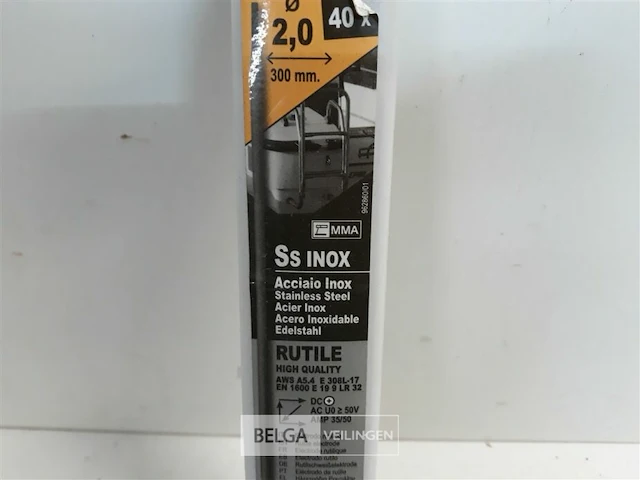 Ø
40 x
2,0
300 mm.
962860/01
MMA
Ss INOX
Acciaio Inox
Stainless Steel
Acier Inox
Acero Inoxidable
Edelstahl
RUTILE
HIGH QUALITY
AWS A5.4 E 308L-17
EN 1600 E 19 9 LR 32
DC
AC U0 ≥ 50V
AMP 35/50
BELGA VEILINGEN